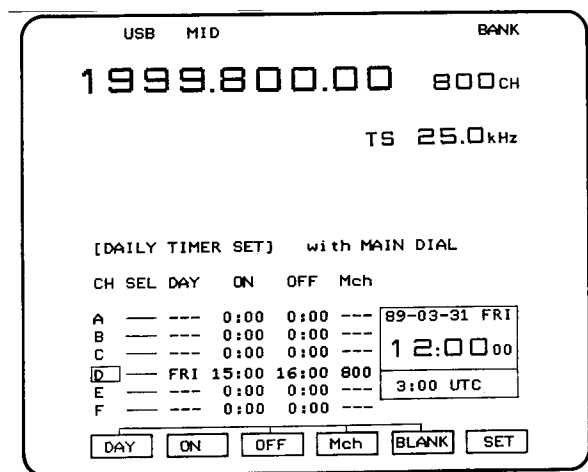 USB MID BANK
1999.800.00 800CH
TS 25.0kHz
[DAILY TIMER SET] with MAIN DIAL
CH SEL DAY ON OFF Mch
A — --- 0:00 0:00 ---
B — --- 0:00 0:00 ---
C — --- 0:00 0:00 ---
D — FRI 15:00 16:00 800
E — --- 0:00 0:00 ---
F — --- 0:00 0:00 ---
89-03-31 FRI
12:00 00
3:00 UTC
DAY ON OFF Mch BLANK SET